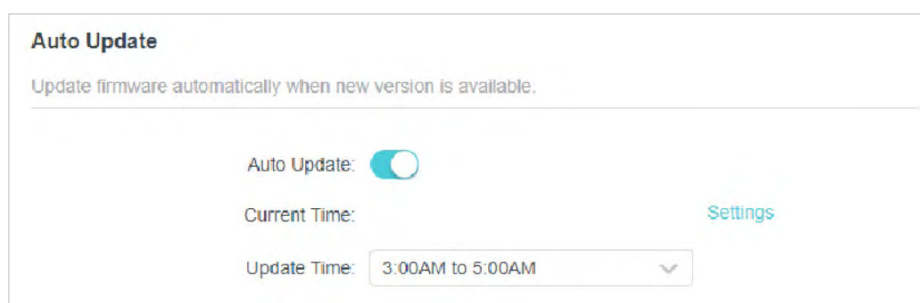 Auto Update
Update firmware automatically when new version is available.
Auto Update:
Current Time:
Settings
Update Time:
3:00AM to 5:00AM